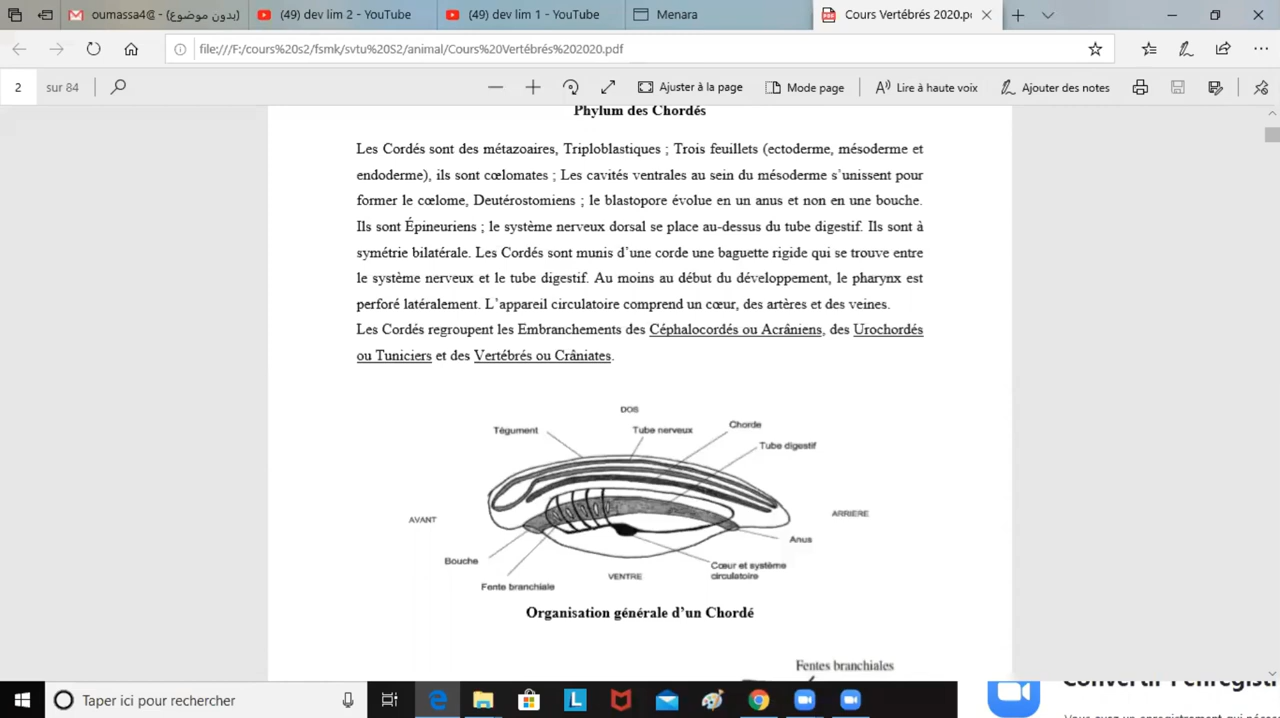 oumsi84@ - (بدون موضوع)
(49) dev lim 2 - YouTube
(49) dev lim 1 - YouTube
Menara
Cours Vertébrés 2020.p
file:///F:/cours%20s2/fsmk/svtu%20S2/animal/Cours%20Vertébrés%202020.pdf
2 sur 84
Ajuster à la page
Mode page
Lire à haute voix
Ajouter des notes
Phylum des Chordés
Les Cordés sont des métazoaires, Triploblastiques ; Trois feuillets (ectoderme, mésoderme et
endoderme), ils sont cœlomates ; Les cavités ventrales au sein du mésoderme s'unissent pour
former le cœlome, Deutérostomiens ; le blastopore évolue en un anus et non en une bouche.
Ils sont Épineuriens ; le système nerveux dorsal se place au-dessus du tube digestif. Ils sont à
symétrie bilatérale. Les Cordés sont munis d'une corde une baguette rigide qui se trouve entre
le système nerveux et le tube digestif. Au moins au début du développement, le pharynx est
perforé latéralement. L'appareil circulatoire comprend un cœur, des artères et des veines.
Les Cordés regroupent les Embranchements des Céphalocordés ou Acrâniens, des Urochordés
ou Tuniciers et des Vertébrés ou Crâniates.
DOS
Tégument
Tube nerveux
Chorde
Tube digestif
AVANT
ARRIERE
Anus
Bouche
Cœur et système
circulatoire
VENTRE
Fente branchiale
Organisation générale d'un Chordé
Fentes branchiales
Taper ici pour rechercher
Convertir l'enregistr